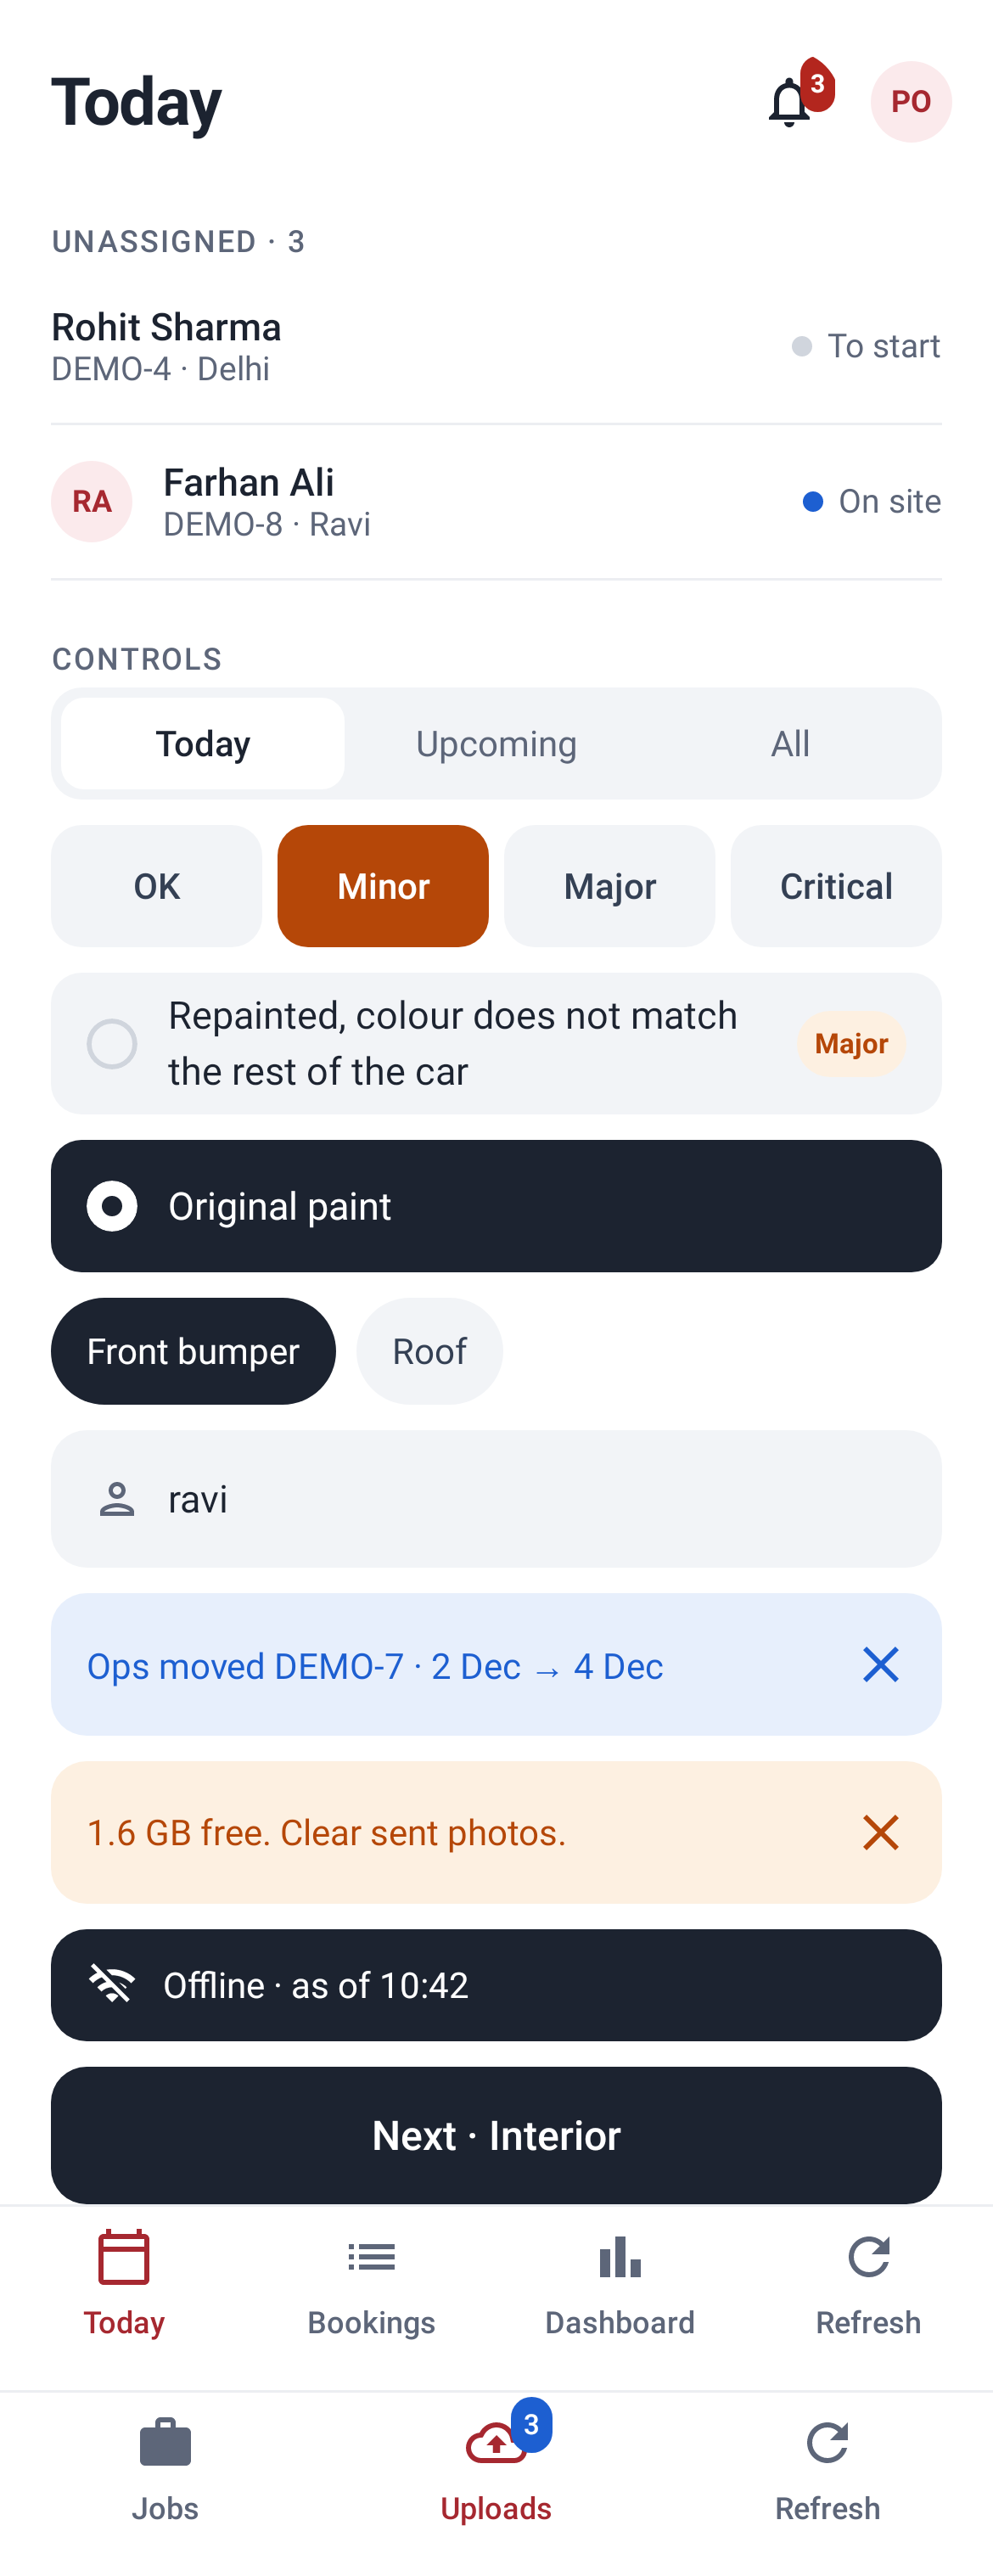 Today
3
PO
UNASSIGNED · 3
Rohit Sharma
DEMO-4 · Delhi
To start
RA
Farhan Ali
DEMO-8 · Ravi
On site
CONTROLS
Today
Upcoming
All
OK
Minor
Major
Critical
Repainted, colour does not match
the rest of the car
Major
Original paint
Front bumper
Roof
ravi
Ops moved DEMO-7 · 2 Dec → 4 Dec
1.6 GB free. Clear sent photos.
Offline · as of 10:42
Next · Interior
Today
Bookings
Dashboard
Refresh
3
Jobs
Uploads
Refresh